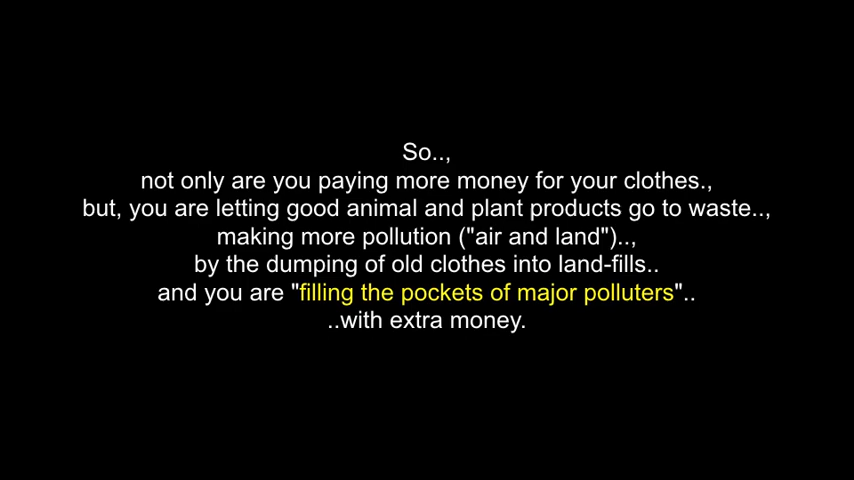 So..,
not only are you paying more money for your clothes.,
but, you are letting good animal and plant products go to waste..,
making more pollution ("air and land")..,
by the dumping of old clothes into land-fills..
and you are "filling the pockets of major polluters"..
..with extra money.